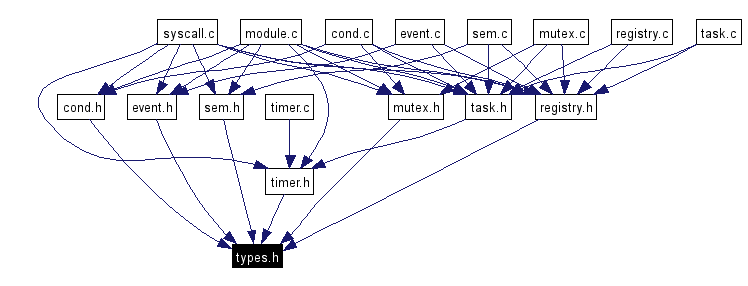 syscall.c module.c cond.c event.c sem.c mutex.c registry.c task.c
cond.h event.h sem.h timer.c mutex.h task.h registry.h
timer.h
types.h